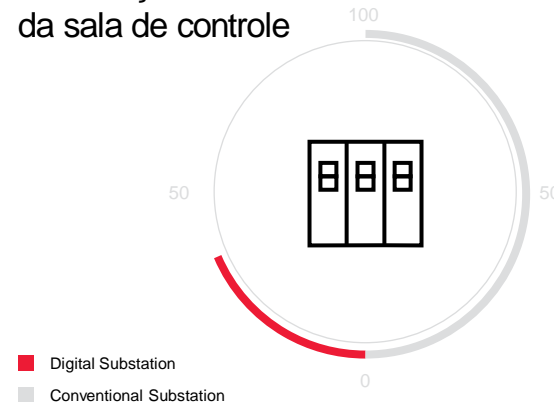 da sala de controle
100
50
50
0
Digital Substation
Conventional Substation